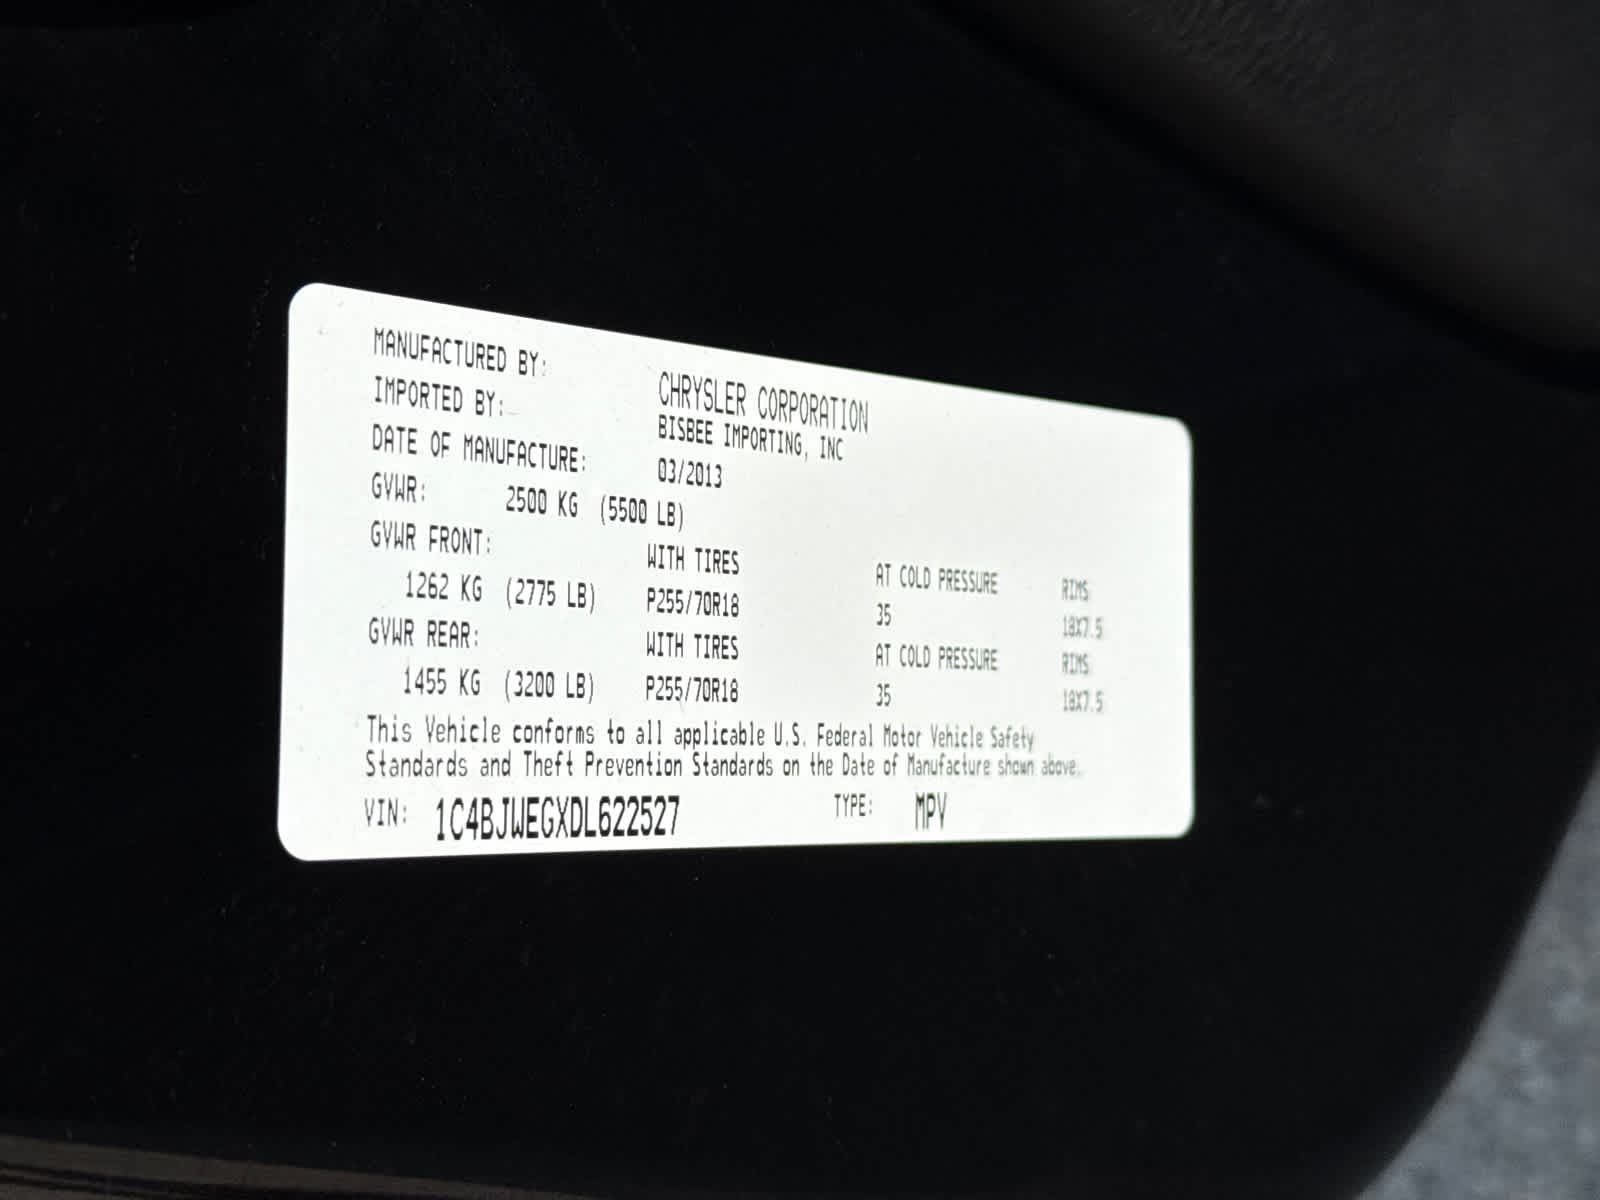 MANUFACTURED BY: CHRYSLER CORPORATION
IMPORTED BY: BISBEE IMPORTING, INC
DATE OF MANUFACTURE: 03/2013
GVWR: 2500 KG (5500 LB)
GVWR FRONT: WITH TIRES AT COLD PRESSURE RIMS
1262 KG (2775 LB) P255/70R18 35 18X7.5
GVWR REAR: WITH TIRES AT COLD PRESSURE RIMS
1455 KG (3200 LB) P255/70R18 35 18X7.5
This Vehicle conforms to all applicable U.S. Federal Motor Vehicle Safety
Standards and Theft Prevention Standards on the Date of Manufacture shown above.
VIN: 1C4BJWEGXDL622527 TYPE: MPV